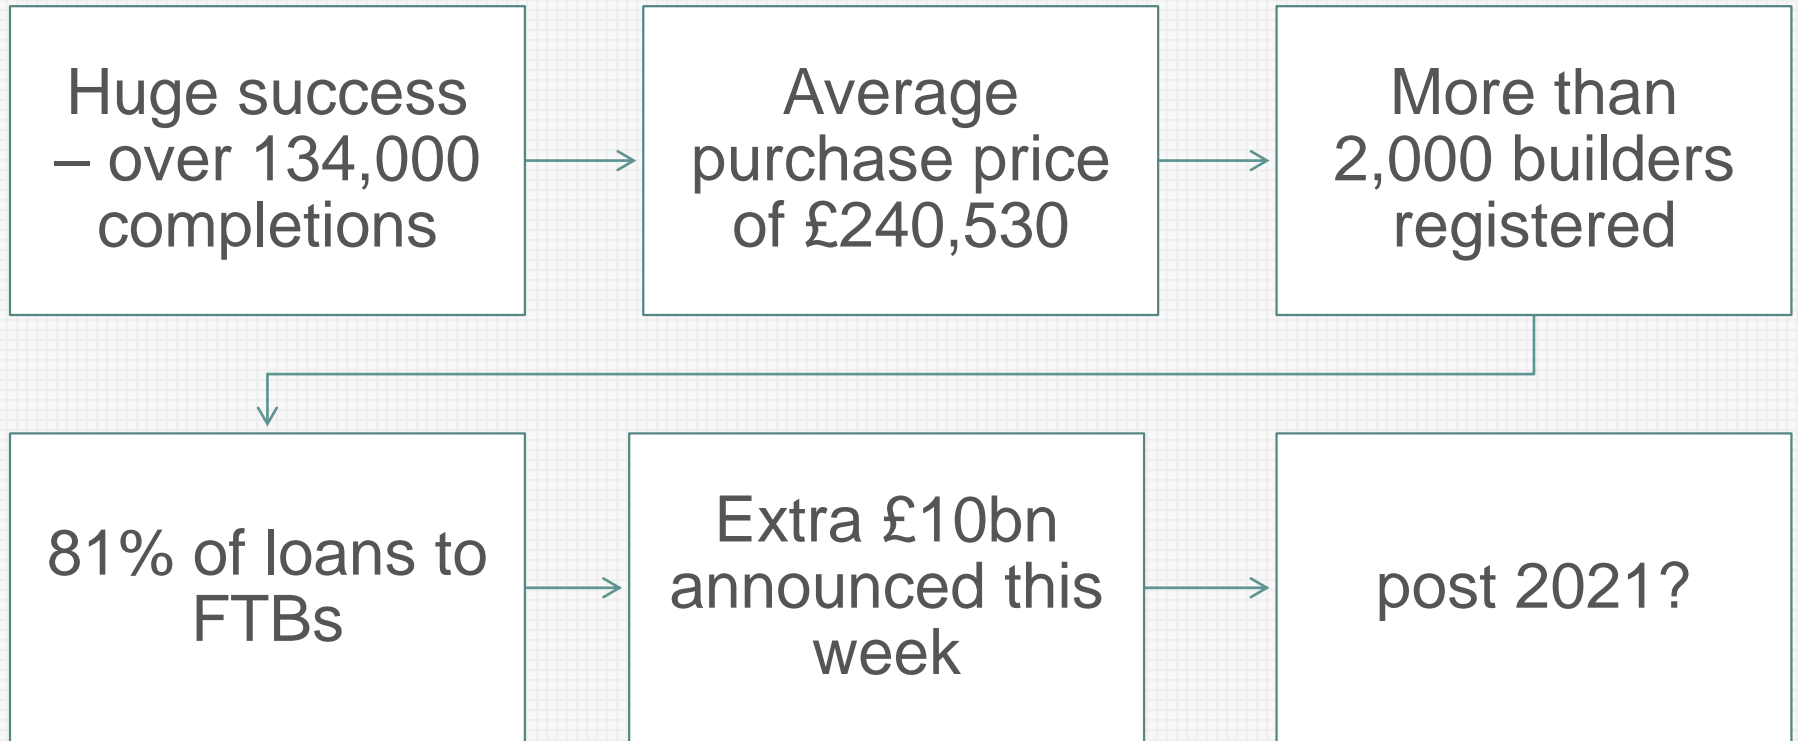 Huge success
– over 134,000
completions
Average
purchase price
of £240,530
More than
2,000 builders
registered
81% of loans to
FTBs
Extra £10bn
announced this
week
post 2021?